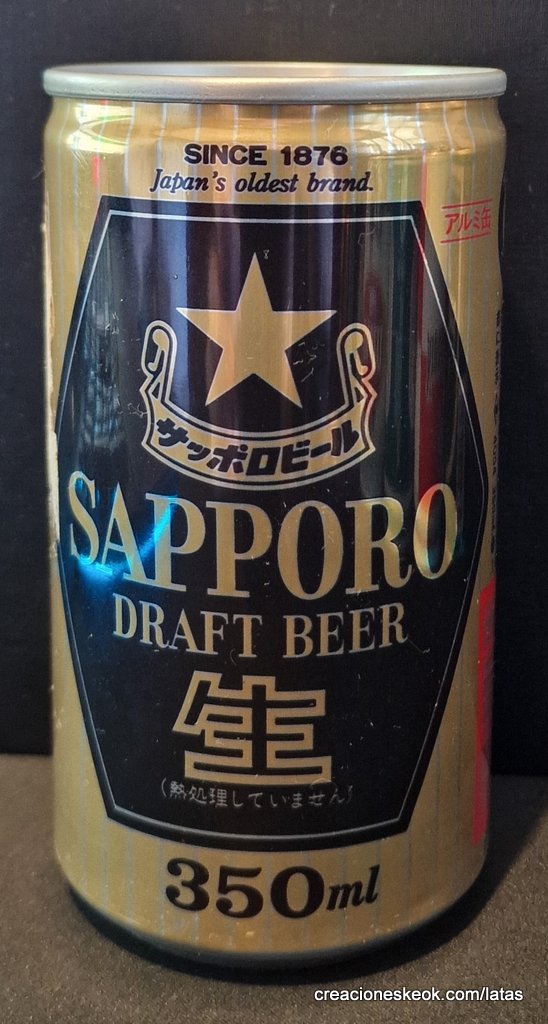 SINCE 1876
Japan's oldest brand.
アルミ缶
サッポロビール
SAPPORO
DRAFT BEER
生
(熱処理していません)
350ml
creacioneskeok.com/latas